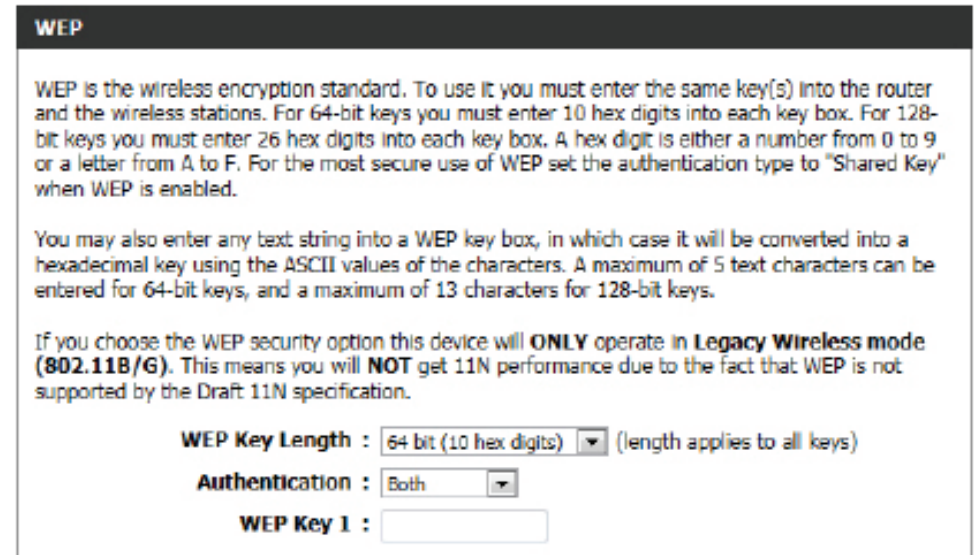 WEP
WEP is the wireless encryption standard. To use it you must enter the same key(s) into the router
and the wireless stations. For 64-bit keys you must enter 10 hex digits into each key box. For 128-
bit keys you must enter 26 hex digits into each key box. A hex digit is either a number from 0 to 9
or a letter from A to F. For the most secure use of WEP set the authentication type to "Shared Key"
when WEP is enabled.
You may also enter any text string into a WEP key box, in which case it will be converted into a
hexadecimal key using the ASCII values of the characters. A maximum of 5 text characters can be
entered for 64-bit keys, and a maximum of 13 characters for 128-bit keys.
If you choose the WEP security option this device will ONLY operate in Legacy Wireless mode
(802.11B/G). This means you will NOT get 11N performance due to the fact that WEP is not
supported by the Draft 11N specification.
WEP Key Length : 64 bit (10 hex digits) (length applies to all keys)
Authentication : Both
WEP Key 1 :